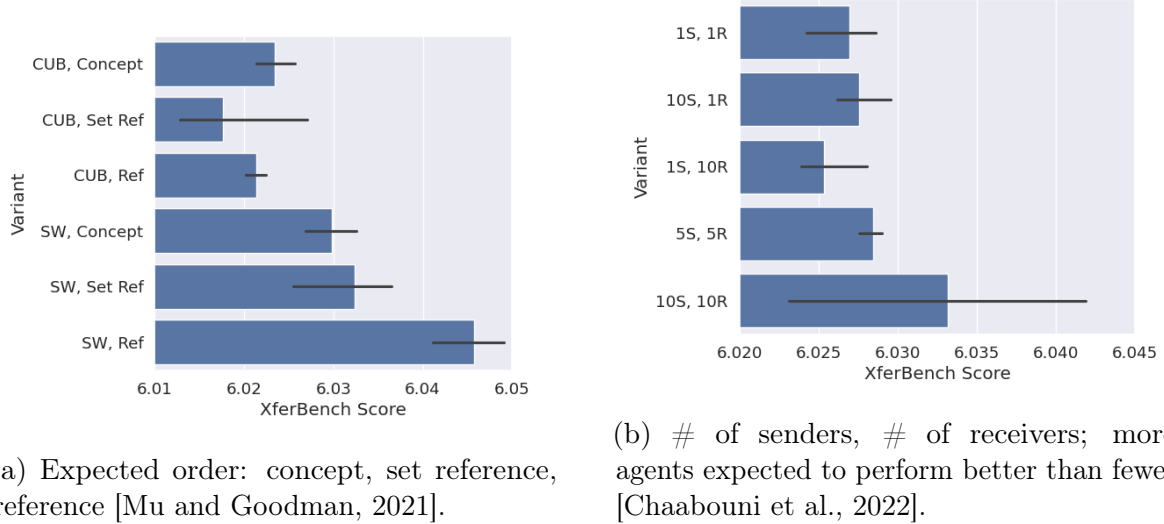 CUB, Concept
CUB, Set Ref
CUB, Ref
SW, Concept
SW, Set Ref
SW, Ref
Variant
6.01 6.02 6.03 6.04 6.05
XferBench Score
a) Expected order: concept, set reference,
reference [Mu and Goodman, 2021].
1S, 1R
10S, 1R
1S, 10R
5S, 5R
10S, 10R
Variant
6.020 6.025 6.030 6.035 6.040 6.045
XferBench Score
(b) # of senders, # of receivers; more
agents expected to perform better than fewe
[Chaabouni et al., 2022].